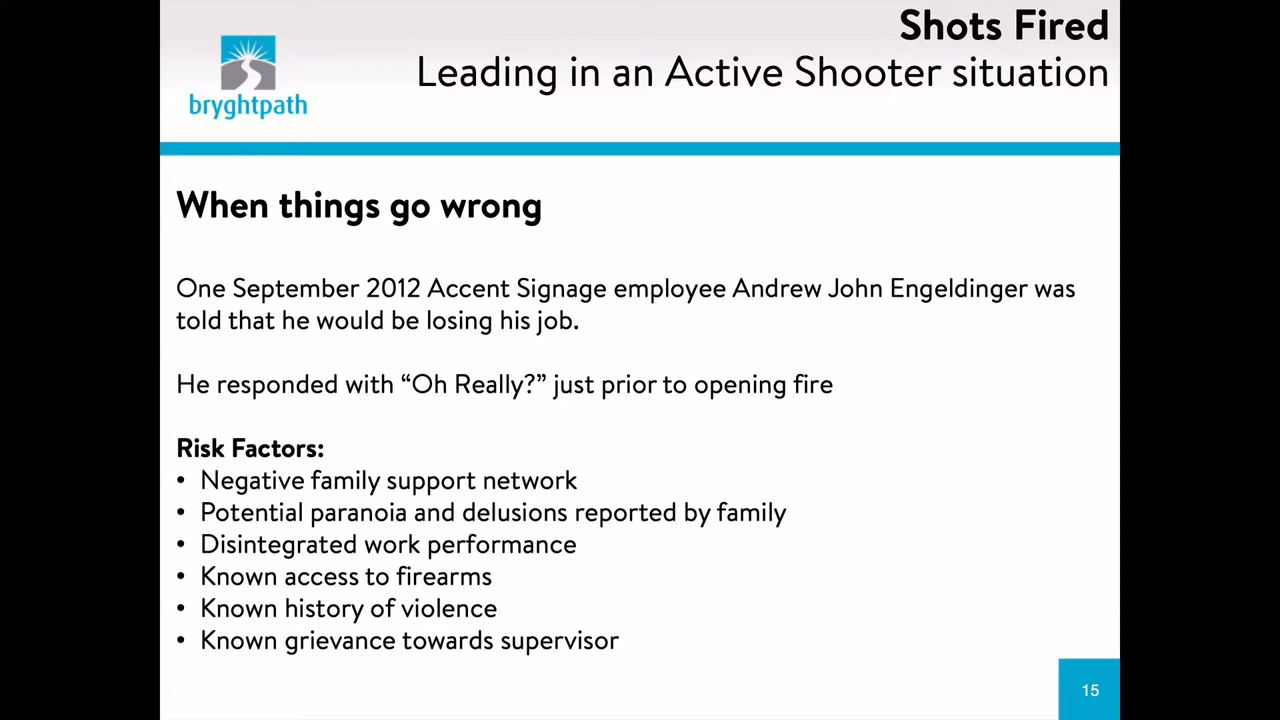 Shots Fired
Leading in an Active Shooter situation
bryghtpath
When things go wrong
One September 2012 Accent Signage employee Andrew John Engeldinger was
told that he would be losing his job.
He responded with “Oh Really?” just prior to opening fire
Risk Factors:
• Negative family support network
• Potential paranoia and delusions reported by family
• Disintegrated work performance
• Known access to firearms
• Known history of violence
• Known grievance towards supervisor
15